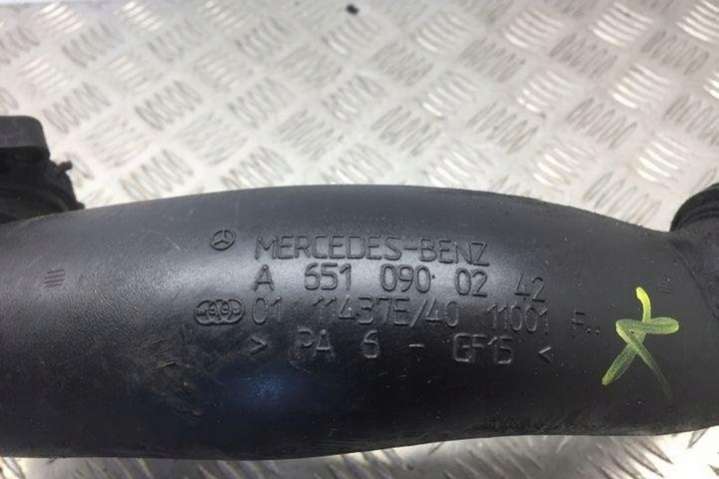 MERCEDES-BENZ
A 651 090 02 42
01 11437E/40 11001 F..
> PA 6 - GF15 <